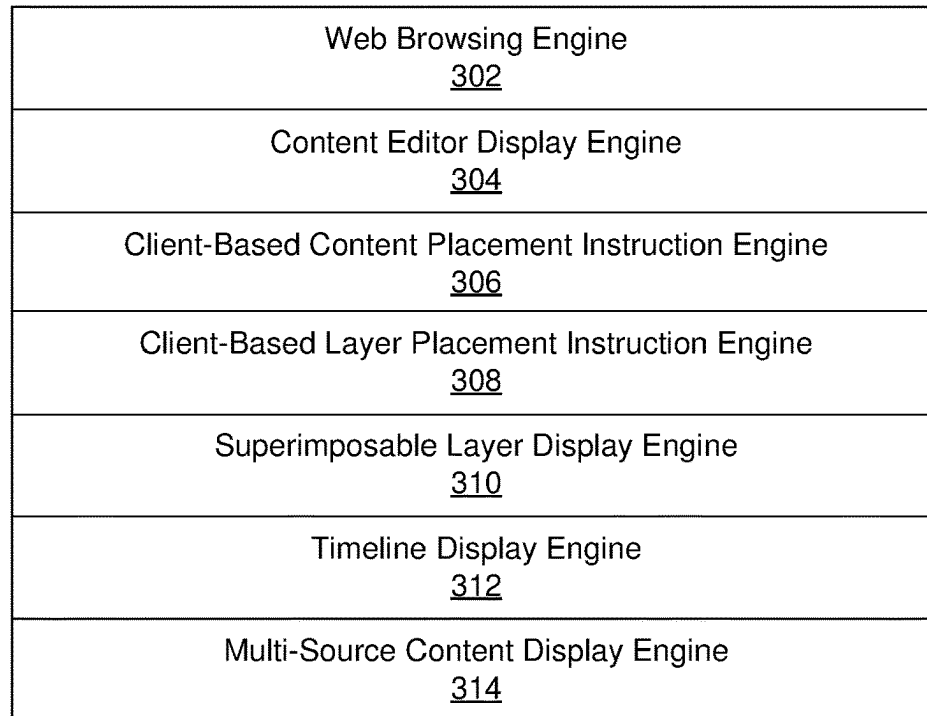 Web Browsing Engine
302
Content Editor Display Engine
304
Client-Based Content Placement Instruction Engine
306
Client-Based Layer Placement Instruction Engine
308
Superimposable Layer Display Engine
310
Timeline Display Engine
312
Multi-Source Content Display Engine
314